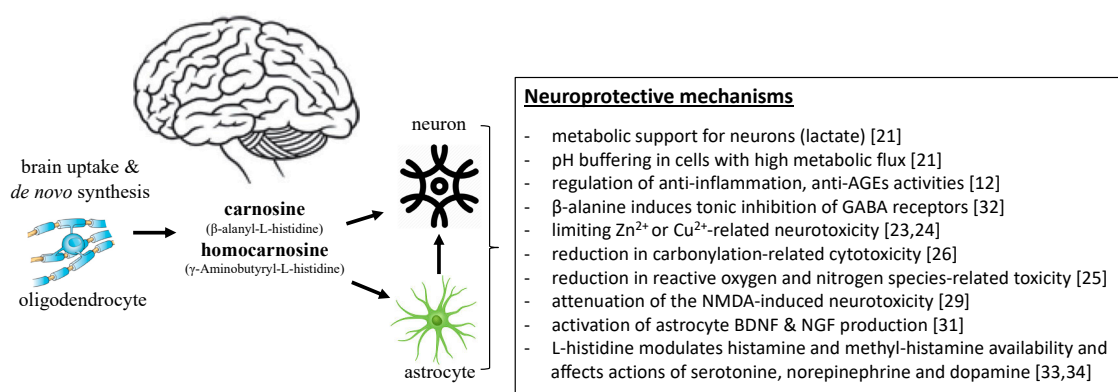 brain uptake &
de novo synthesis
oligodendrocyte
carnosine
(β-alanyl-L-histidine)
homocarnosine
(γ-Aminobutyryl-L-histidine)
neuron
astrocyte
Neuroprotective mechanisms
- metabolic support for neurons (lactate) [21]
- pH buffering in cells with high metabolic flux [21]
- regulation of anti-inflammation, anti-AGEs activities [12]
- β-alanine induces tonic inhibition of GABA receptors [32]
- limiting Zn²⁺ or Cu²⁺-related neurotoxicity [23,24]
- reduction in carbonylation-related cytotoxicity [26]
- reduction in reactive oxygen and nitrogen species-related toxicity [25]
- attenuation of the NMDA-induced neurotoxicity [29]
- activation of astrocyte BDNF & NGF production [31]
- L-histidine modulates histamine and methyl-histamine availability and
affects actions of serotonine, norepinephrine and dopamine [33,34]